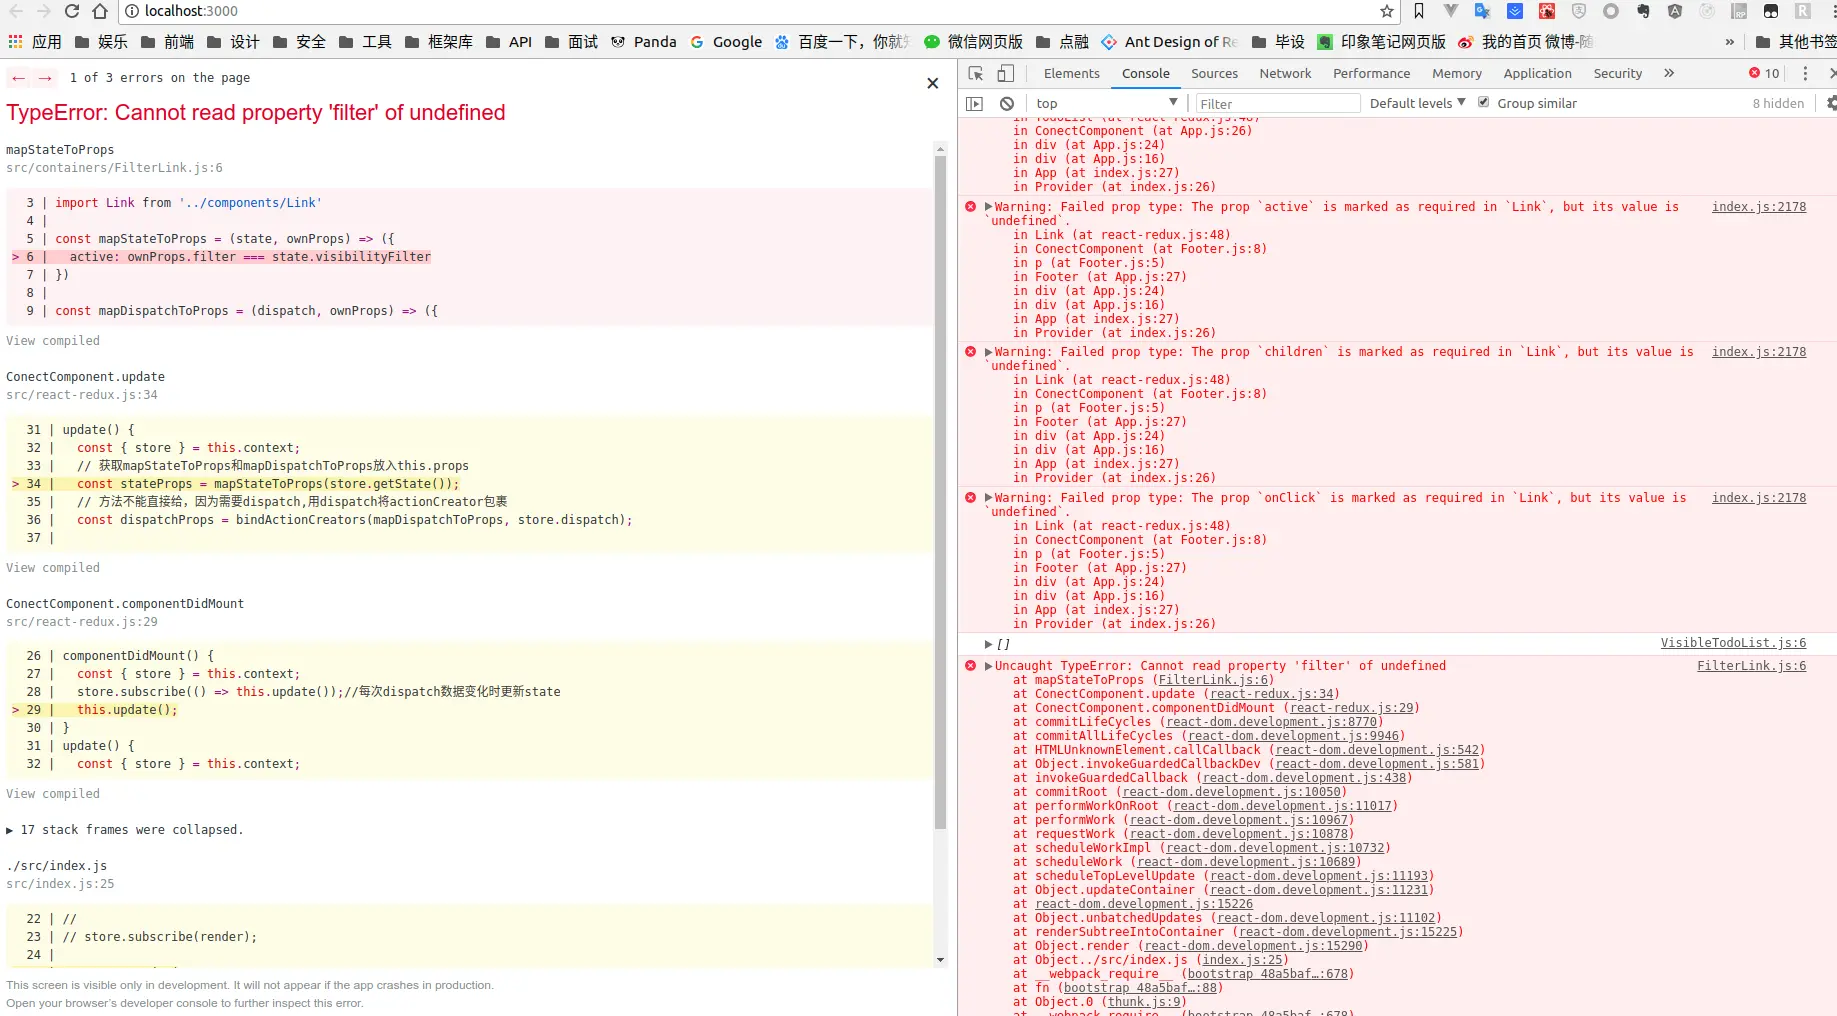 localhost:3000
应用 娱乐 前端 设计 安全 工具 框架库 API 面试 Panda Google 百度一下，你就 微信网页版 点融 Ant Design of Re 毕设 印象笔记网页版 我的首页 微博-随 » 其他书签
← → 1 of 3 errors on the page
TypeError: Cannot read property 'filter' of undefined
mapStateToProps
src/containers/FilterLink.js:6
3 | import Link from '../components/Link'
4 |
5 | const mapStateToProps = (state, ownProps) => ({
> 6 |   active: ownProps.filter === state.visibilityFilter
7 | })
8 |
9 | const mapDispatchToProps = (dispatch, ownProps) => ({
View compiled
ConectComponent.update
src/react-redux.js:34
31 | update() {
32 |   const { store } = this.context;
33 |   // 获取mapStateToProps和mapDispatchToProps放入this.props
> 34 |   const stateProps = mapStateToProps(store.getState());
35 |   // 方法不能直接给，因为需要dispatch,用dispatch将actionCreator包裹
36 |   const dispatchProps = bindActionCreators(mapDispatchToProps, store.dispatch);
37 |
View compiled
ConectComponent.componentDidMount
src/react-redux.js:29
26 | componentDidMount() {
27 |   const { store } = this.context;
28 |   store.subscribe(() => this.update());//每次dispatch数据变化时更新state
> 29 |   this.update();
30 | }
31 | update() {
32 |   const { store } = this.context;
View compiled
▶ 17 stack frames were collapsed.
./src/index.js
src/index.js:25
22 | //
23 | // store.subscribe(render);
24 |
This screen is visible only in development. It will not appear if the app crashes in production.
Open your browser's developer console to further inspect this error.
Elements Console Sources Network Performance Memory Application Security » 10
top ▼ Filter Default levels ▼ Group similar 8 hidden
in TodoList (at react-redux.js:48)
in ConectComponent (at App.js:26)
in div (at App.js:24)
in div (at App.js:16)
in App (at index.js:27)
in Provider (at index.js:26)
▶Warning: Failed prop type: The prop `active` is marked as required in `Link`, but its value is index.js:2178
`undefined`.
in Link (at react-redux.js:48)
in ConectComponent (at Footer.js:8)
in p (at Footer.js:5)
in Footer (at App.js:27)
in div (at App.js:24)
in div (at App.js:16)
in App (at index.js:27)
in Provider (at index.js:26)
▶Warning: Failed prop type: The prop `children` is marked as required in `Link`, but its value is index.js:2178
`undefined`.
in Link (at react-redux.js:48)
in ConectComponent (at Footer.js:8)
in p (at Footer.js:5)
in Footer (at App.js:27)
in div (at App.js:24)
in div (at App.js:16)
in App (at index.js:27)
in Provider (at index.js:26)
▶Warning: Failed prop type: The prop `onClick` is marked as required in `Link`, but its value is index.js:2178
`undefined`.
in Link (at react-redux.js:48)
in ConectComponent (at Footer.js:8)
in p (at Footer.js:5)
in Footer (at App.js:27)
in div (at App.js:24)
in div (at App.js:16)
in App (at index.js:27)
in Provider (at index.js:26)
▶[] VisibleTodoList.js:6
▶Uncaught TypeError: Cannot read property 'filter' of undefined FilterLink.js:6
at mapStateToProps (FilterLink.js:6)
at ConectComponent.update (react-redux.js:34)
at ConectComponent.componentDidMount (react-redux.js:29)
at commitLifeCycles (react-dom.development.js:8770)
at commitAllLifeCycles (react-dom.development.js:9946)
at HTMLUnknownElement.callCallback (react-dom.development.js:542)
at Object.invokeGuardedCallbackDev (react-dom.development.js:581)
at invokeGuardedCallback (react-dom.development.js:438)
at commitRoot (react-dom.development.js:10050)
at performWorkOnRoot (react-dom.development.js:11017)
at performWork (react-dom.development.js:10967)
at requestWork (react-dom.development.js:10878)
at scheduleWorkImpl (react-dom.development.js:10732)
at scheduleWork (react-dom.development.js:10689)
at scheduleTopLevelUpdate (react-dom.development.js:11193)
at Object.updateContainer (react-dom.development.js:11231)
at react-dom.development.js:15226
at Object.unbatchedUpdates (react-dom.development.js:11102)
at renderSubtreeIntoContainer (react-dom.development.js:15225)
at Object.render (react-dom.development.js:15290)
at Object../src/index.js (index.js:25)
at __webpack_require__ (bootstrap 48a5baf…:678)
at fn (bootstrap 48a5baf…:88)
at Object.0 (thunk.js:9)
at __webpack_require__ (bootstrap 48a5baf…:678)